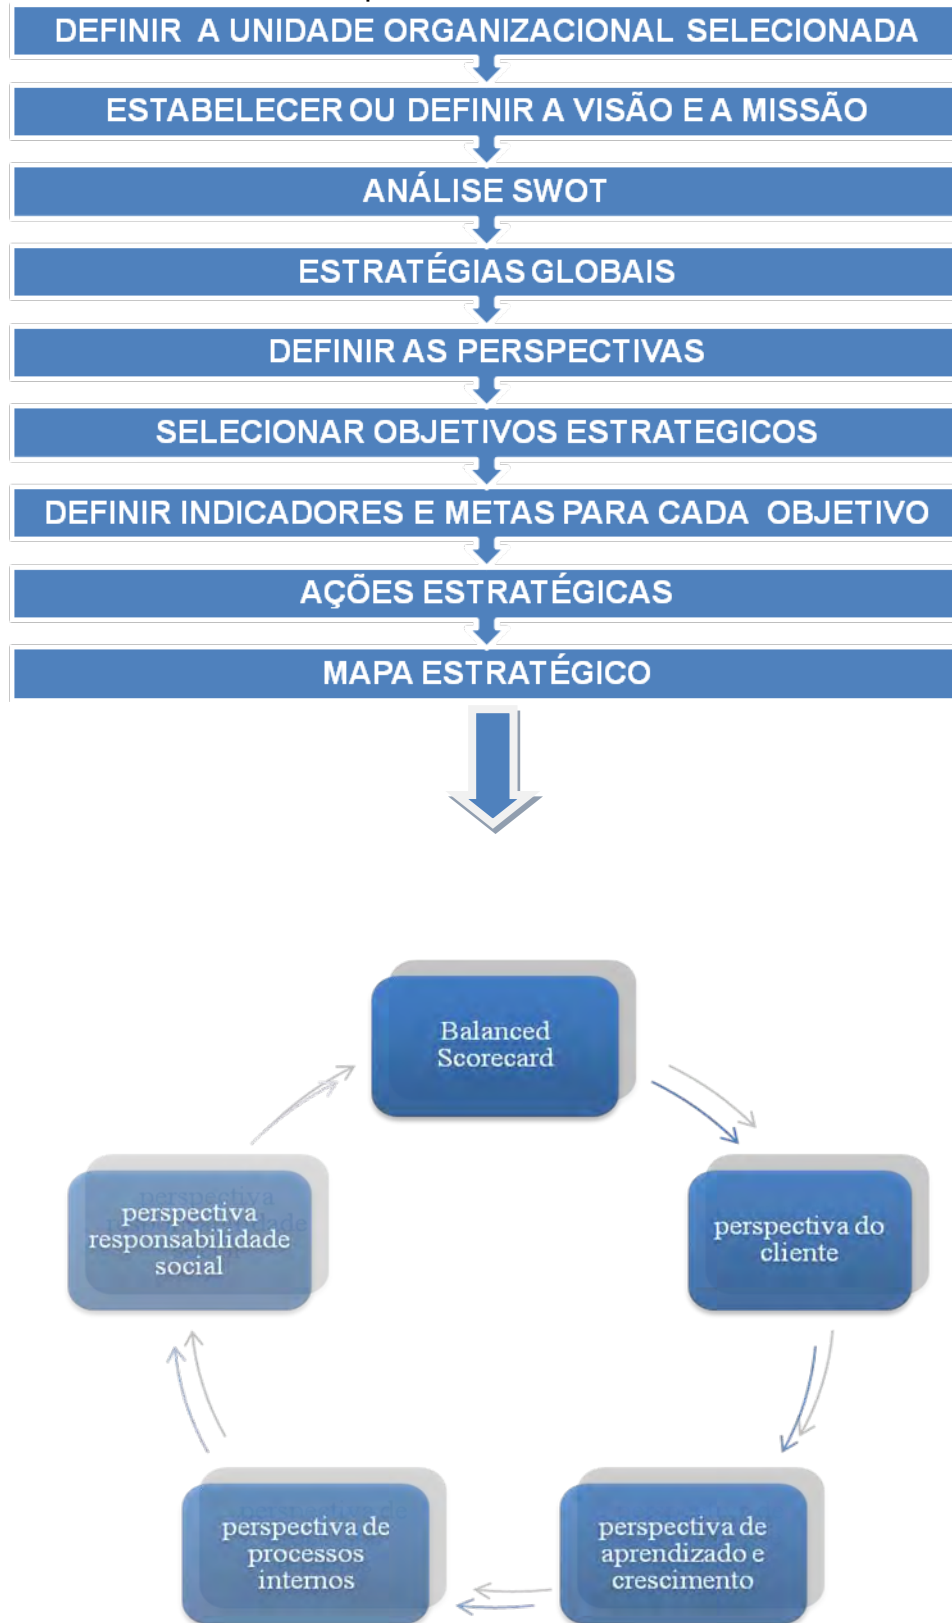 DEFINIR A UNIDADE ORGANIZACIONAL SELECIONADA
ESTABELECER OU DEFINIR A VISÃO E A MISSÃO
ANÁLISE SWOT
ESTRATÉGIAS GLOBAIS
DEFINIR AS PERSPECTIVAS
SELECIONAR OBJETIVOS ESTRATEGICOS
DEFINIR INDICADORES E METAS PARA CADA OBJETIVO
AÇÕES ESTRATÉGICAS
MAPA ESTRATÉGICO
Balanced
Scorecard
perspectiva do
cliente
perspectiva de
aprendizado e
crescimento
perspectiva de
processos
internos
perspectiva
responsabilidade
social